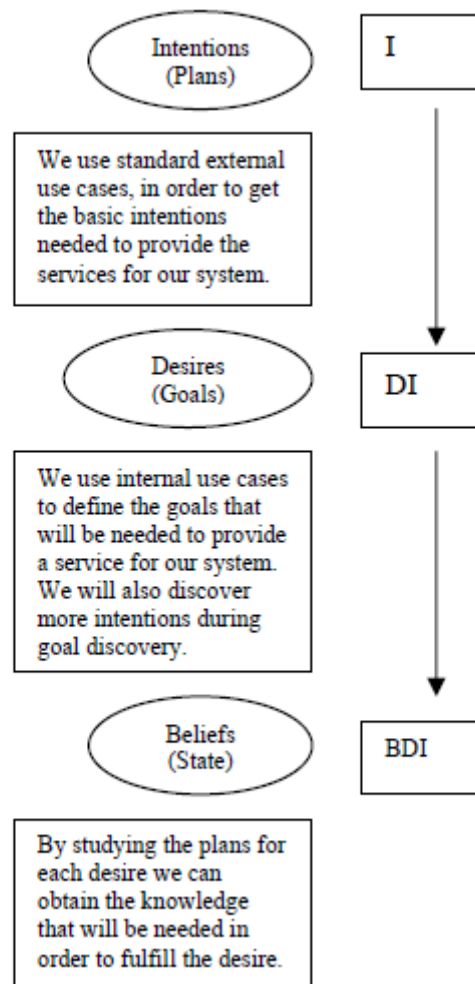 Intentions
(Plans)
I
We use standard external
use cases, in order to get
the basic intentions
needed to provide the
services for our system.
Desires
(Goals)
DI
We use internal use cases
to define the goals that
will be needed to provide
a service for our system.
We will also discover
more intentions during
goal discovery.
Beliefs
(State)
BDI
By studying the plans for
each desire we can
obtain the knowledge
that will be needed in
order to fulfill the desire.